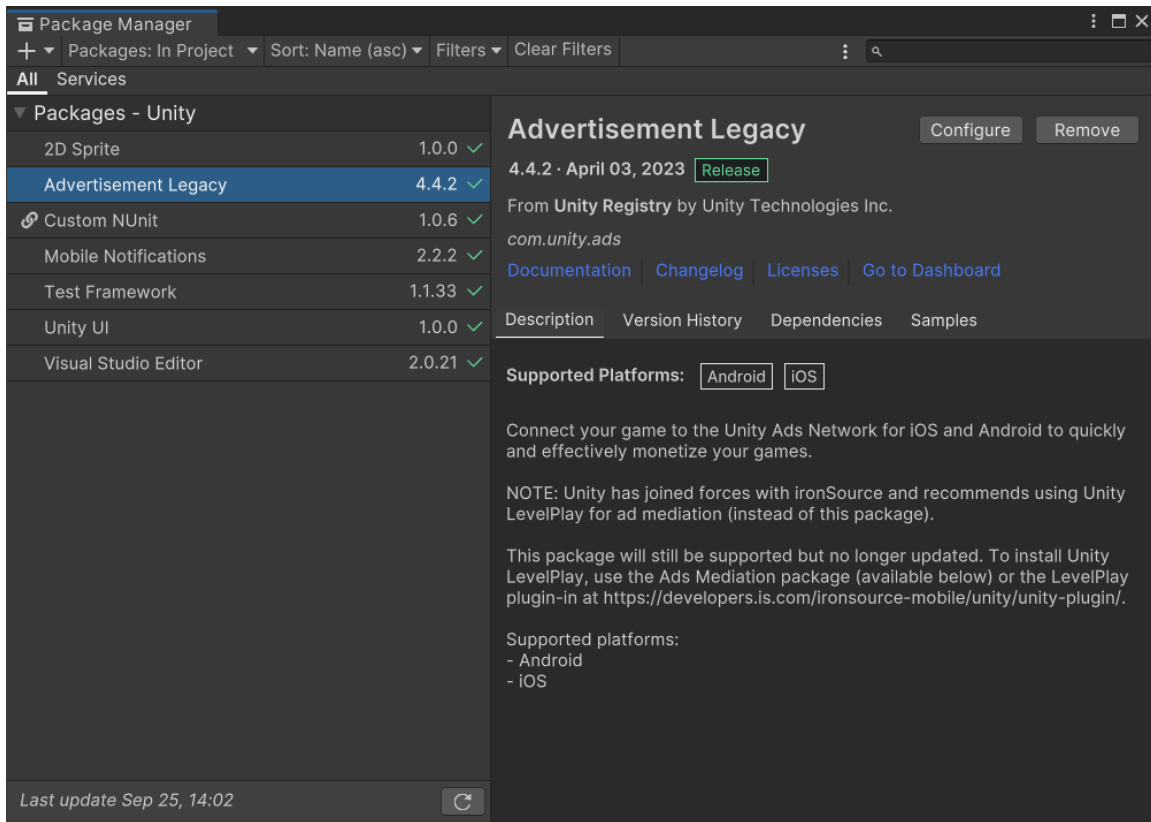 Package Manager
Packages: In Project Sort: Name (asc) Filters Clear Filters
All Services
Packages - Unity
2D Sprite 1.0.0
Advertisement Legacy 4.4.2
Custom NUnit 1.0.6
Mobile Notifications 2.2.2
Test Framework 1.1.33
Unity UI 1.0.0
Visual Studio Editor 2.0.21
Last update Sep 25, 14:02
Advertisement Legacy Configure Remove
4.4.2 · April 03, 2023 Release
From Unity Registry by Unity Technologies Inc.
com.unity.ads
Documentation Changelog Licenses Go to Dashboard
Description Version History Dependencies Samples
Supported Platforms: Android iOS
Connect your game to the Unity Ads Network for iOS and Android to quickly
and effectively monetize your games.
NOTE: Unity has joined forces with ironSource and recommends using Unity
LevelPlay for ad mediation (instead of this package).
This package will still be supported but no longer updated. To install Unity
LevelPlay, use the Ads Mediation package (available below) or the LevelPlay
plugin-in at https://developers.is.com/ironsource-mobile/unity/unity-plugin/.
Supported platforms:
- Android
- iOS